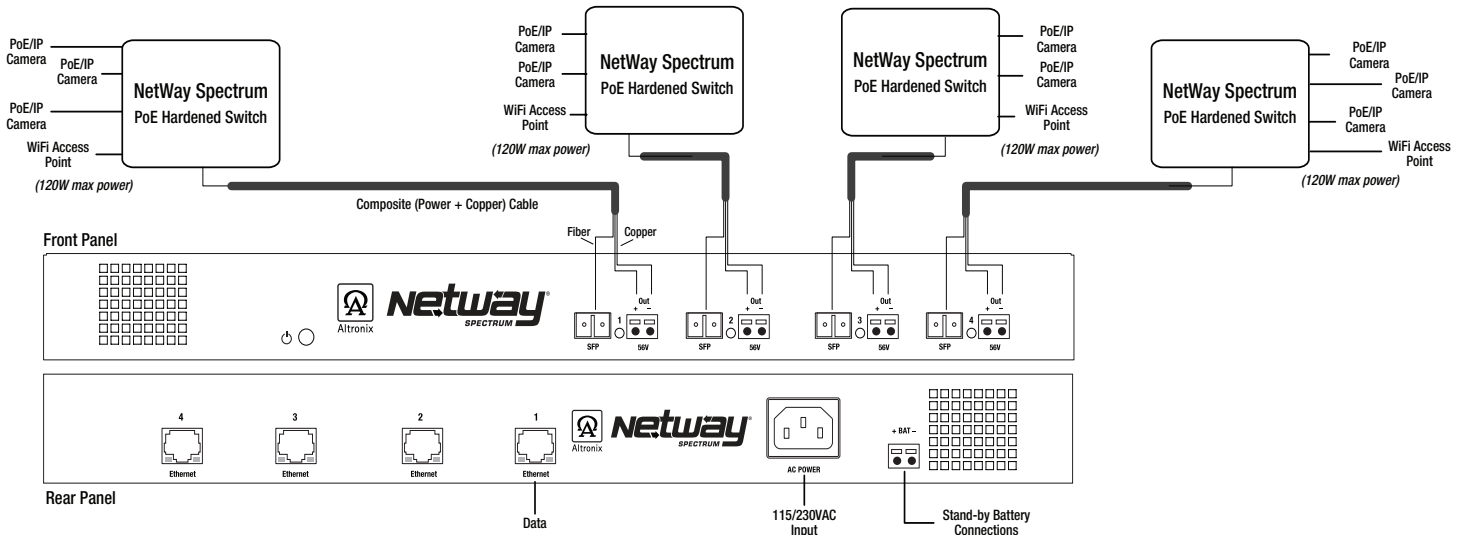 PoE/IP
Camera
PoE/IP
Camera
PoE/IP
Camera
WiFi Access
Point
(120W max power)
NetWay Spectrum
PoE Hardened Switch
PoE/IP
Camera
PoE/IP
Camera
WiFi Access
Point
(120W max power)
NetWay Spectrum
PoE Hardened Switch
NetWay Spectrum
PoE Hardened Switch
PoE/IP
Camera
PoE/IP
Camera
WiFi Access
Point
(120W max power)
NetWay Spectrum
PoE Hardened Switch
PoE/IP
Camera
PoE/IP
Camera
PoE/IP
Camera
WiFi Access
Point
(120W max power)
Composite (Power + Copper) Cable
Fiber
Copper
Front Panel
Altronix
Netway®
SPECTRUM
Out
+ –
1
SFP
56V
Out
+ –
2
SFP
56V
Out
+ –
3
SFP
56V
Out
+ –
4
SFP
56V
4
Ethernet
3
Ethernet
2
Ethernet
1
Ethernet
Altronix
Netway®
SPECTRUM
AC POWER
+ BAT –
Rear Panel
Data
115/230VAC
Input
Stand-by Battery
Connections